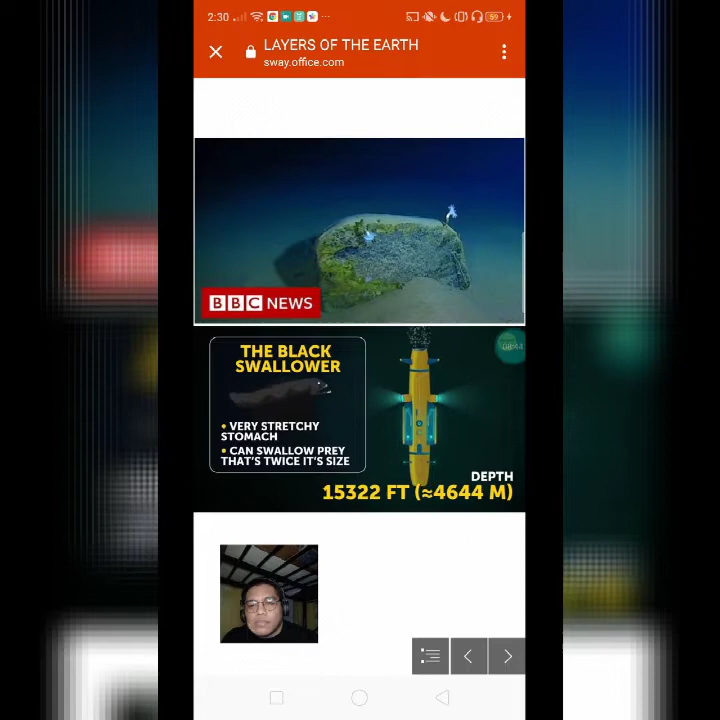 2:30
59
LAYERS OF THE EARTH
sway.office.com
BBC NEWS
THE BLACK
SWALLOWER
• VERY STRETCHY
STOMACH
• CAN SWALLOW PREY
THAT'S TWICE IT'S SIZE
DEPTH
15322 FT (≈4644 M)